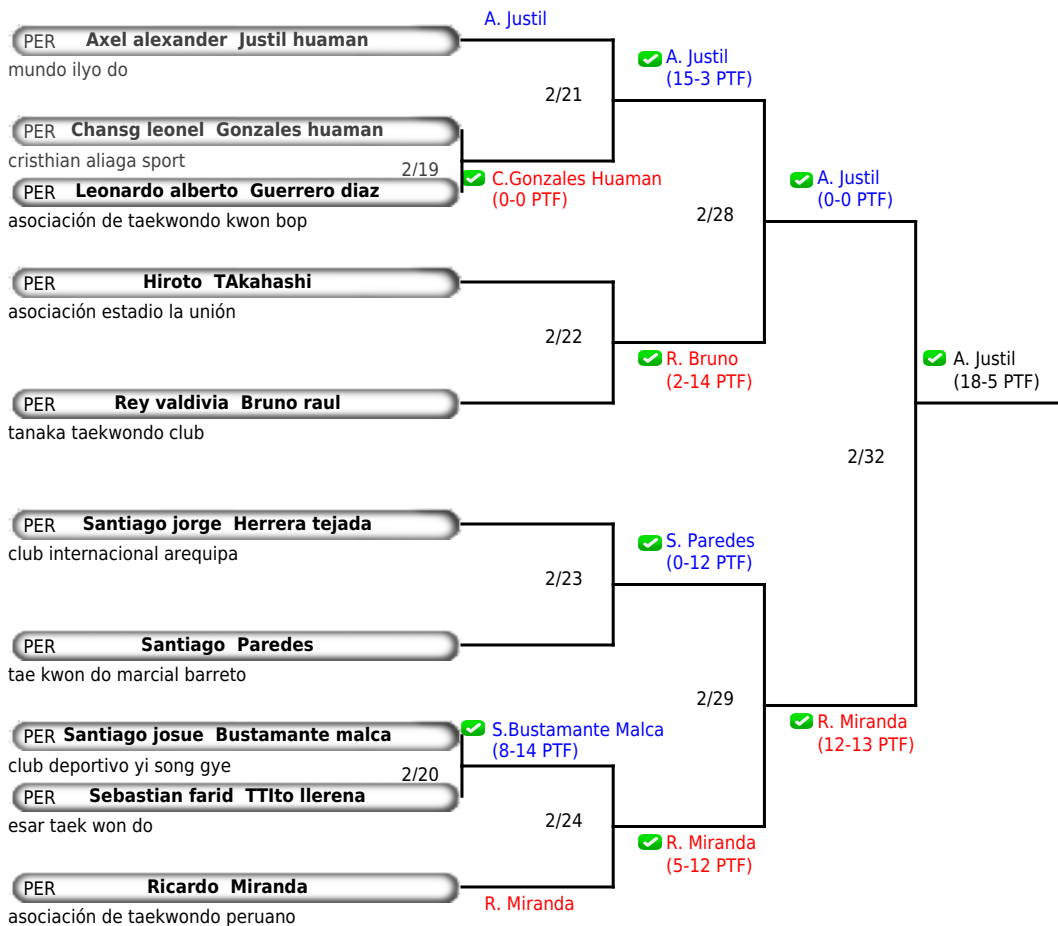 A. Justil
PER Axel alexander Justil huaman
mundo ilyo do
A. Justil
(15-3 PTF)
2/21
PER Chansg leonel Gonzales huaman
cristhian aliaga sport
2/19
C.Gonzales Huaman
(0-0 PTF)
PER Leonardo alberto Guerrero diaz
asociación de taekwondo kwon bop
A. Justil
(0-0 PTF)
2/28
PER Hiroto TAkahashi
asociación estadio la unión
2/22
R. Bruno
(2-14 PTF)
A. Justil
(18-5 PTF)
PER Rey valdivia Bruno raul
tanaka taekwondo club
2/32
PER Santiago jorge Herrera tejada
club internacional arequipa
S. Paredes
(0-12 PTF)
2/23
PER Santiago Paredes
tae kwon do marcial barreto
2/29
R. Miranda
(12-13 PTF)
PER Santiago josue Bustamante malca
club deportivo yi song gye
S.Bustamante Malca
(8-14 PTF)
2/20
PER Sebastian farid TTIto llerena
esar taek won do
2/24
R. Miranda
(5-12 PTF)
PER Ricardo Miranda
asociación de taekwondo peruano
R. Miranda